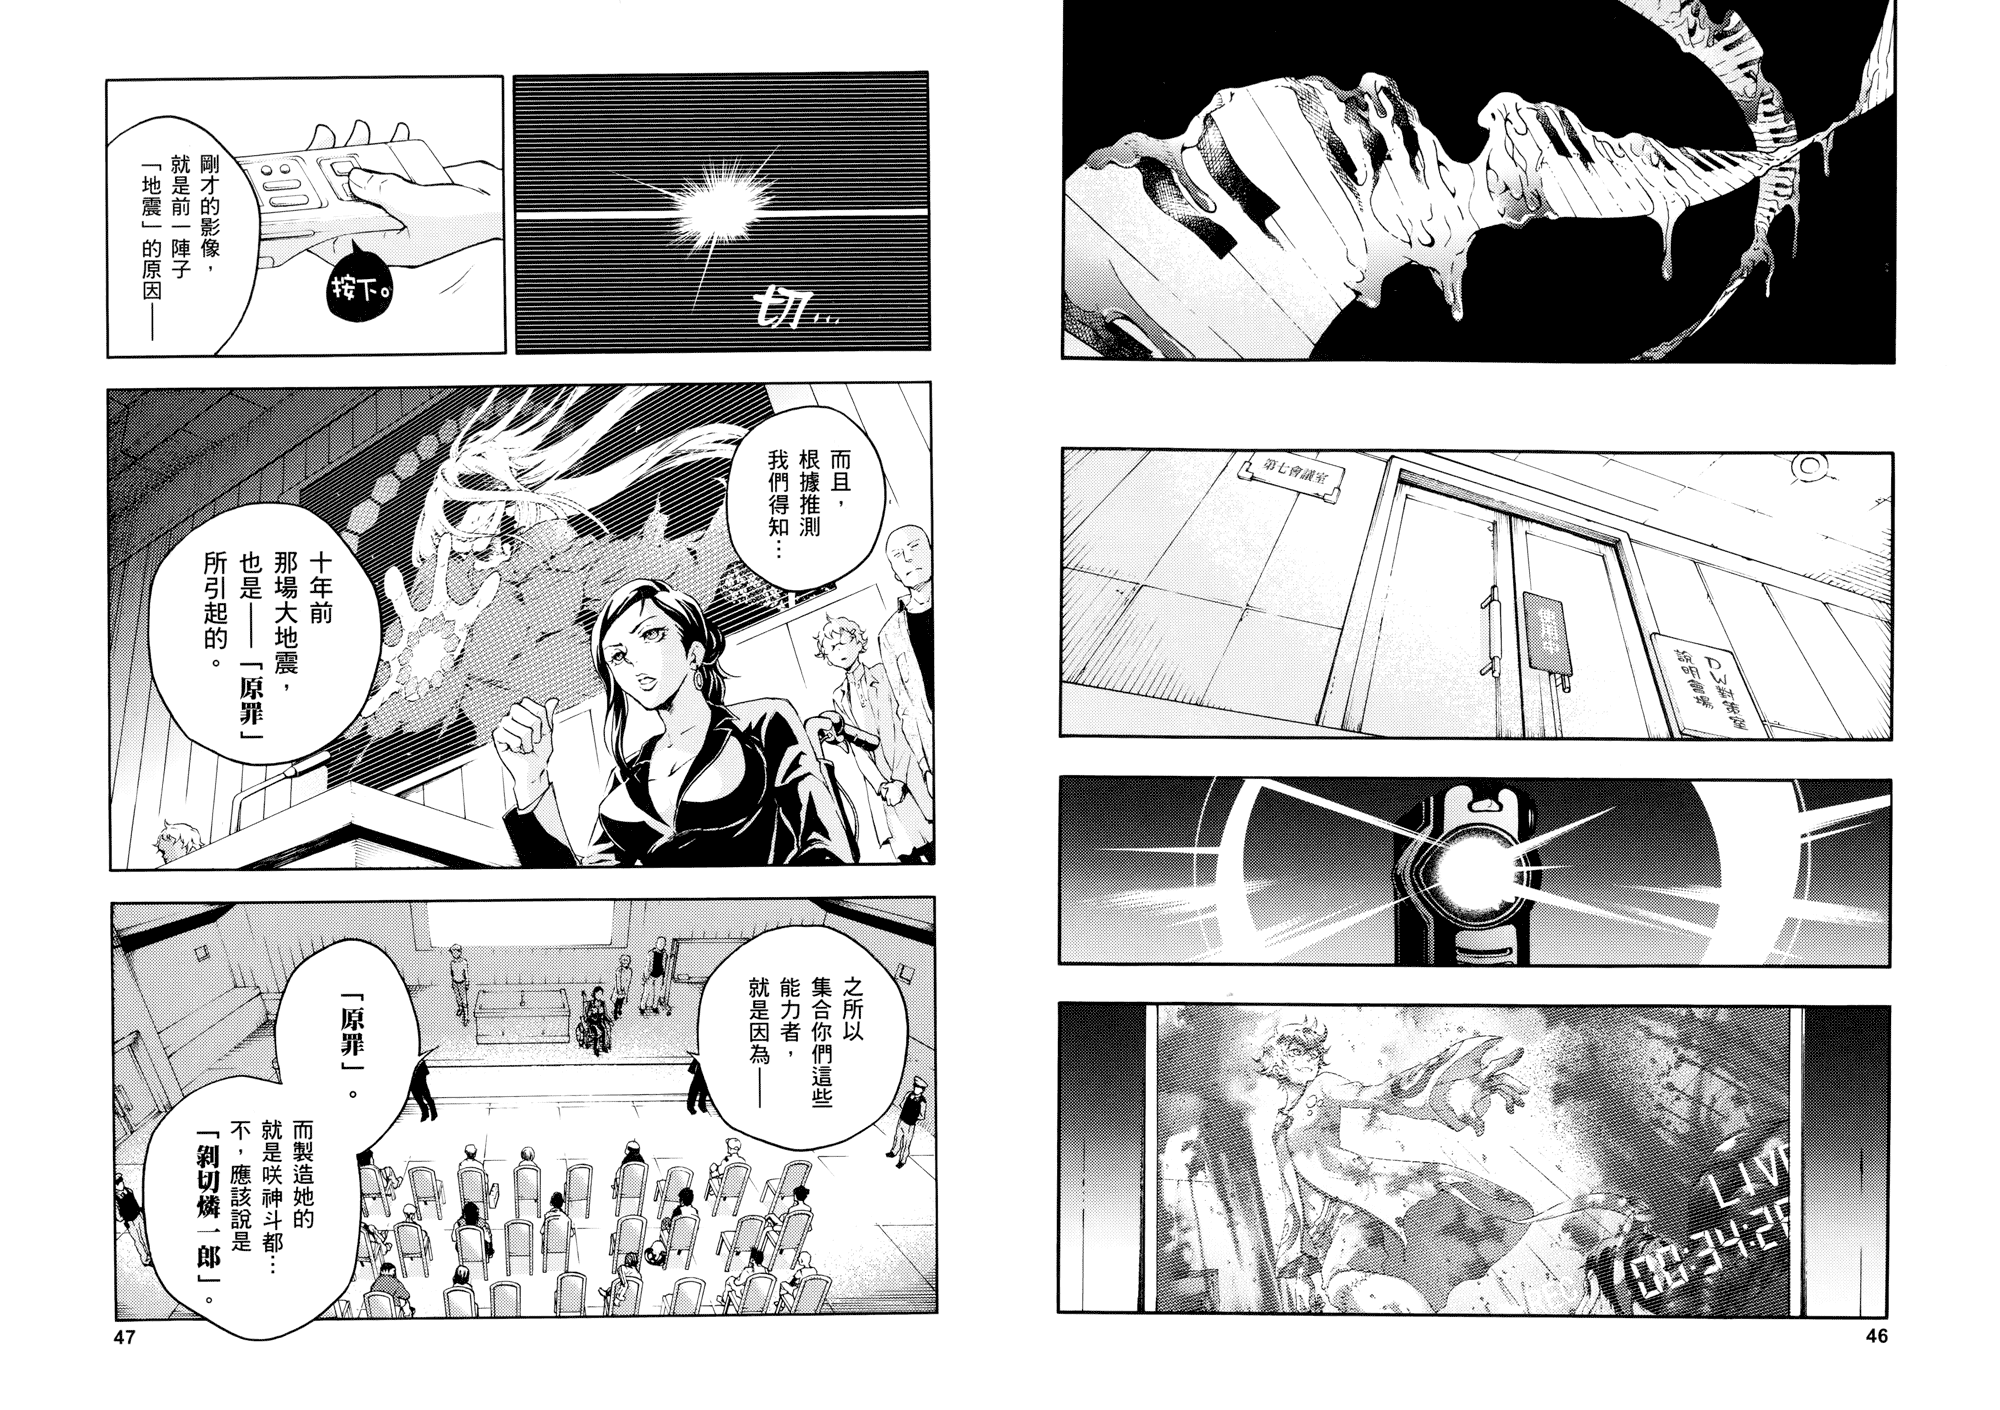 第七會議室
使用中
DW對策室
說明會場
LIVE
00:34:25
REC
46
切…
按下。
剛才的影像，
就是前一陣子
「地震」的原因——
而且，
根據推測
我們得知…
十年前
那場大地震，
也是——「原罪」
所引起的。
之所以
集合你們這些
能力者，
就是因為——
「原罪」。
而製造她的
就是咲神斗都…
不，應該說是
「剝切燐一郎」。
47